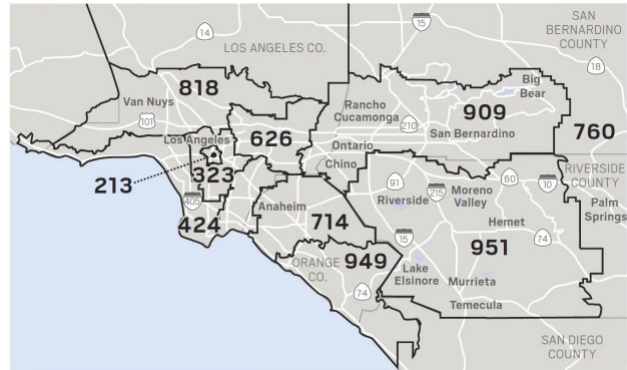 SAN
BERNARDINO
COUNTY
15
14
LOS ANGELES CO.
18
818
Big
Bear
Van Nuys
Rancho
Cucamonga
909
101
626
210
San Bernardino
760
Los Angeles
Ontario
Chino
RIVERSIDE
COUNTY
213
323
91
215
Moreno
Valley
60
10
405
Riverside
Palm
Springs
424
Anaheim
714
Hemet
74
15
951
ORANGE
CO.
949
Lake
Elsinore
Murrieta
74
Temecula
SAN DIEGO
COUNTY